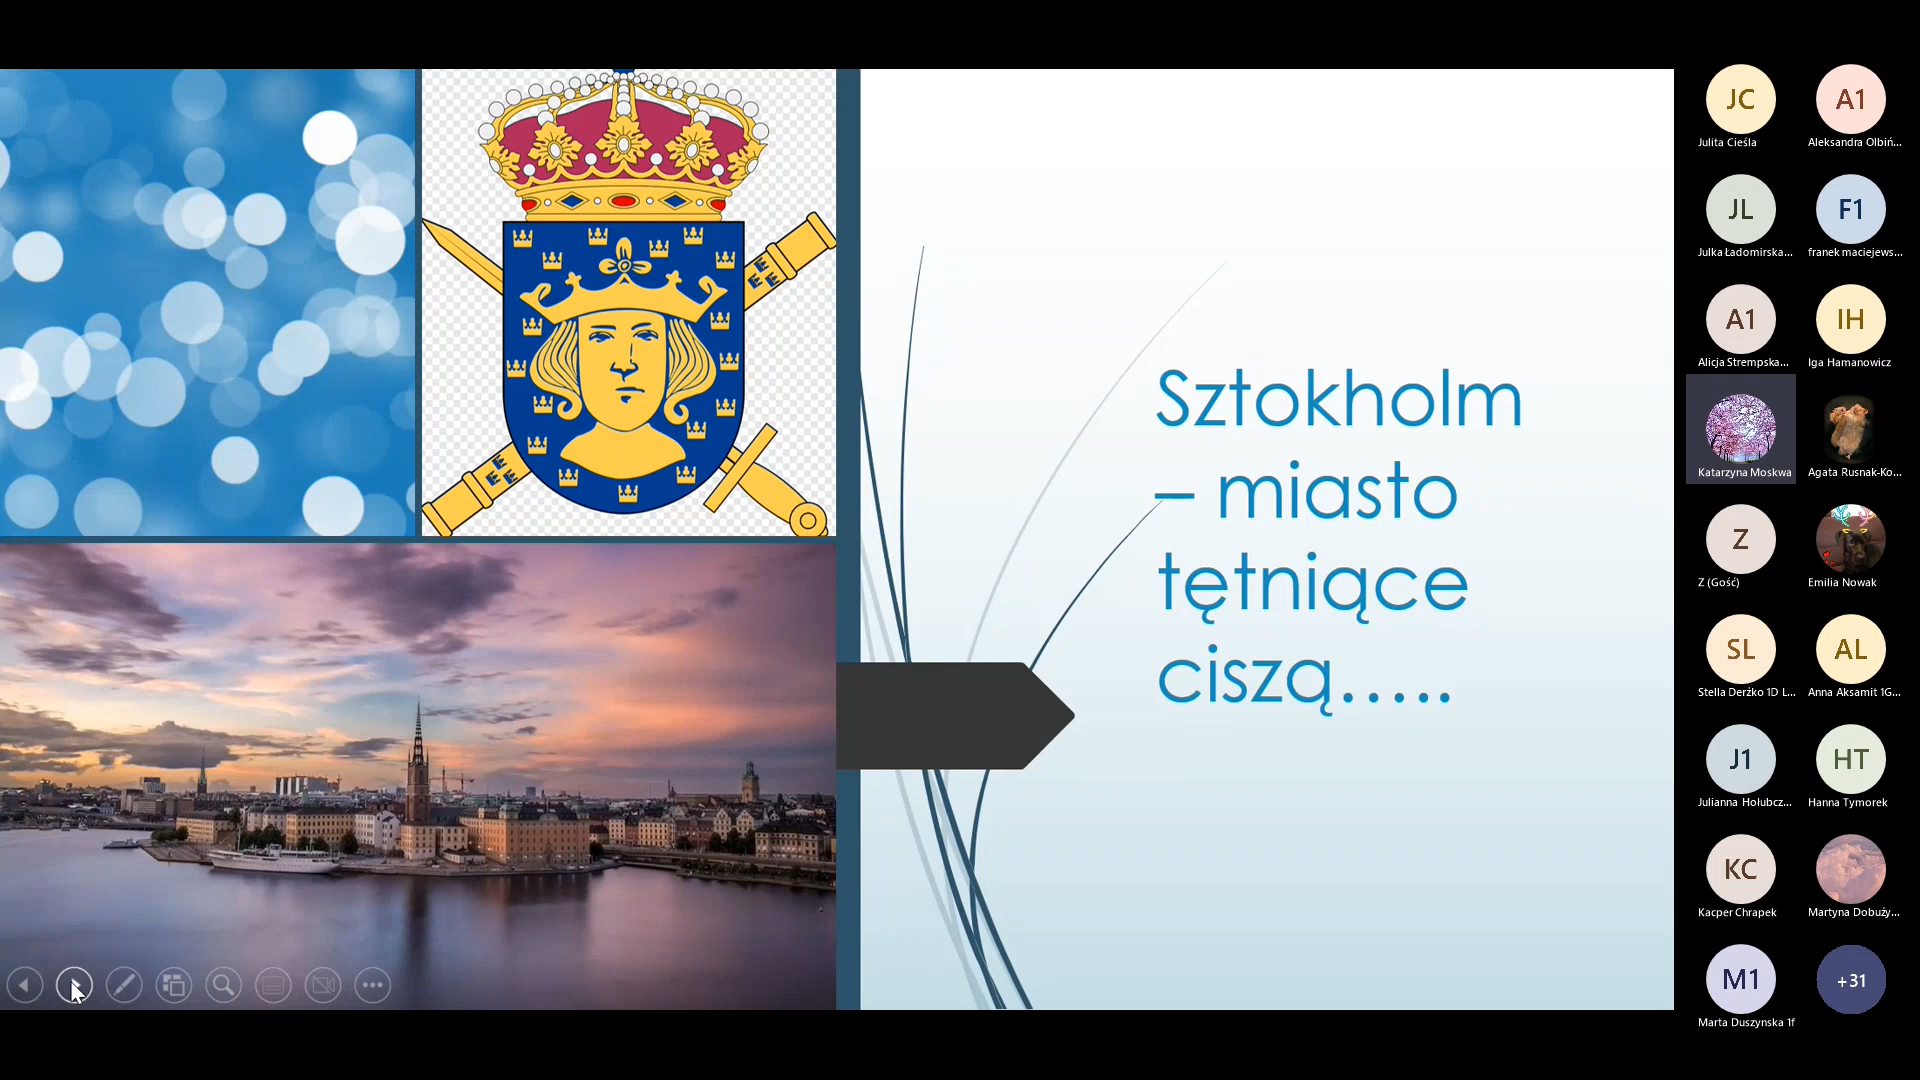 Sztokholm
– miasto
tętniące
ciszą.....
JC
A1
Julita Cieśla
Aleksandra Olbiń...
JL
F1
Julka Ładomirska...
franek maciejews...
A1
IH
Alicja Strempska...
Iga Hamanowicz
Katarzyna Moskwa
Agata Rusnak-Ko...
Z
Z (Gość)
Emilia Nowak
SL
AL
Stella Derżko 1D L...
Anna Aksamit 1G...
J1
HT
Julianna Hołubcz...
Hanna Tymorek
KC
Kacper Chrapek
Martyna Dobuży...
M1
+31
Marta Duszynska 1f